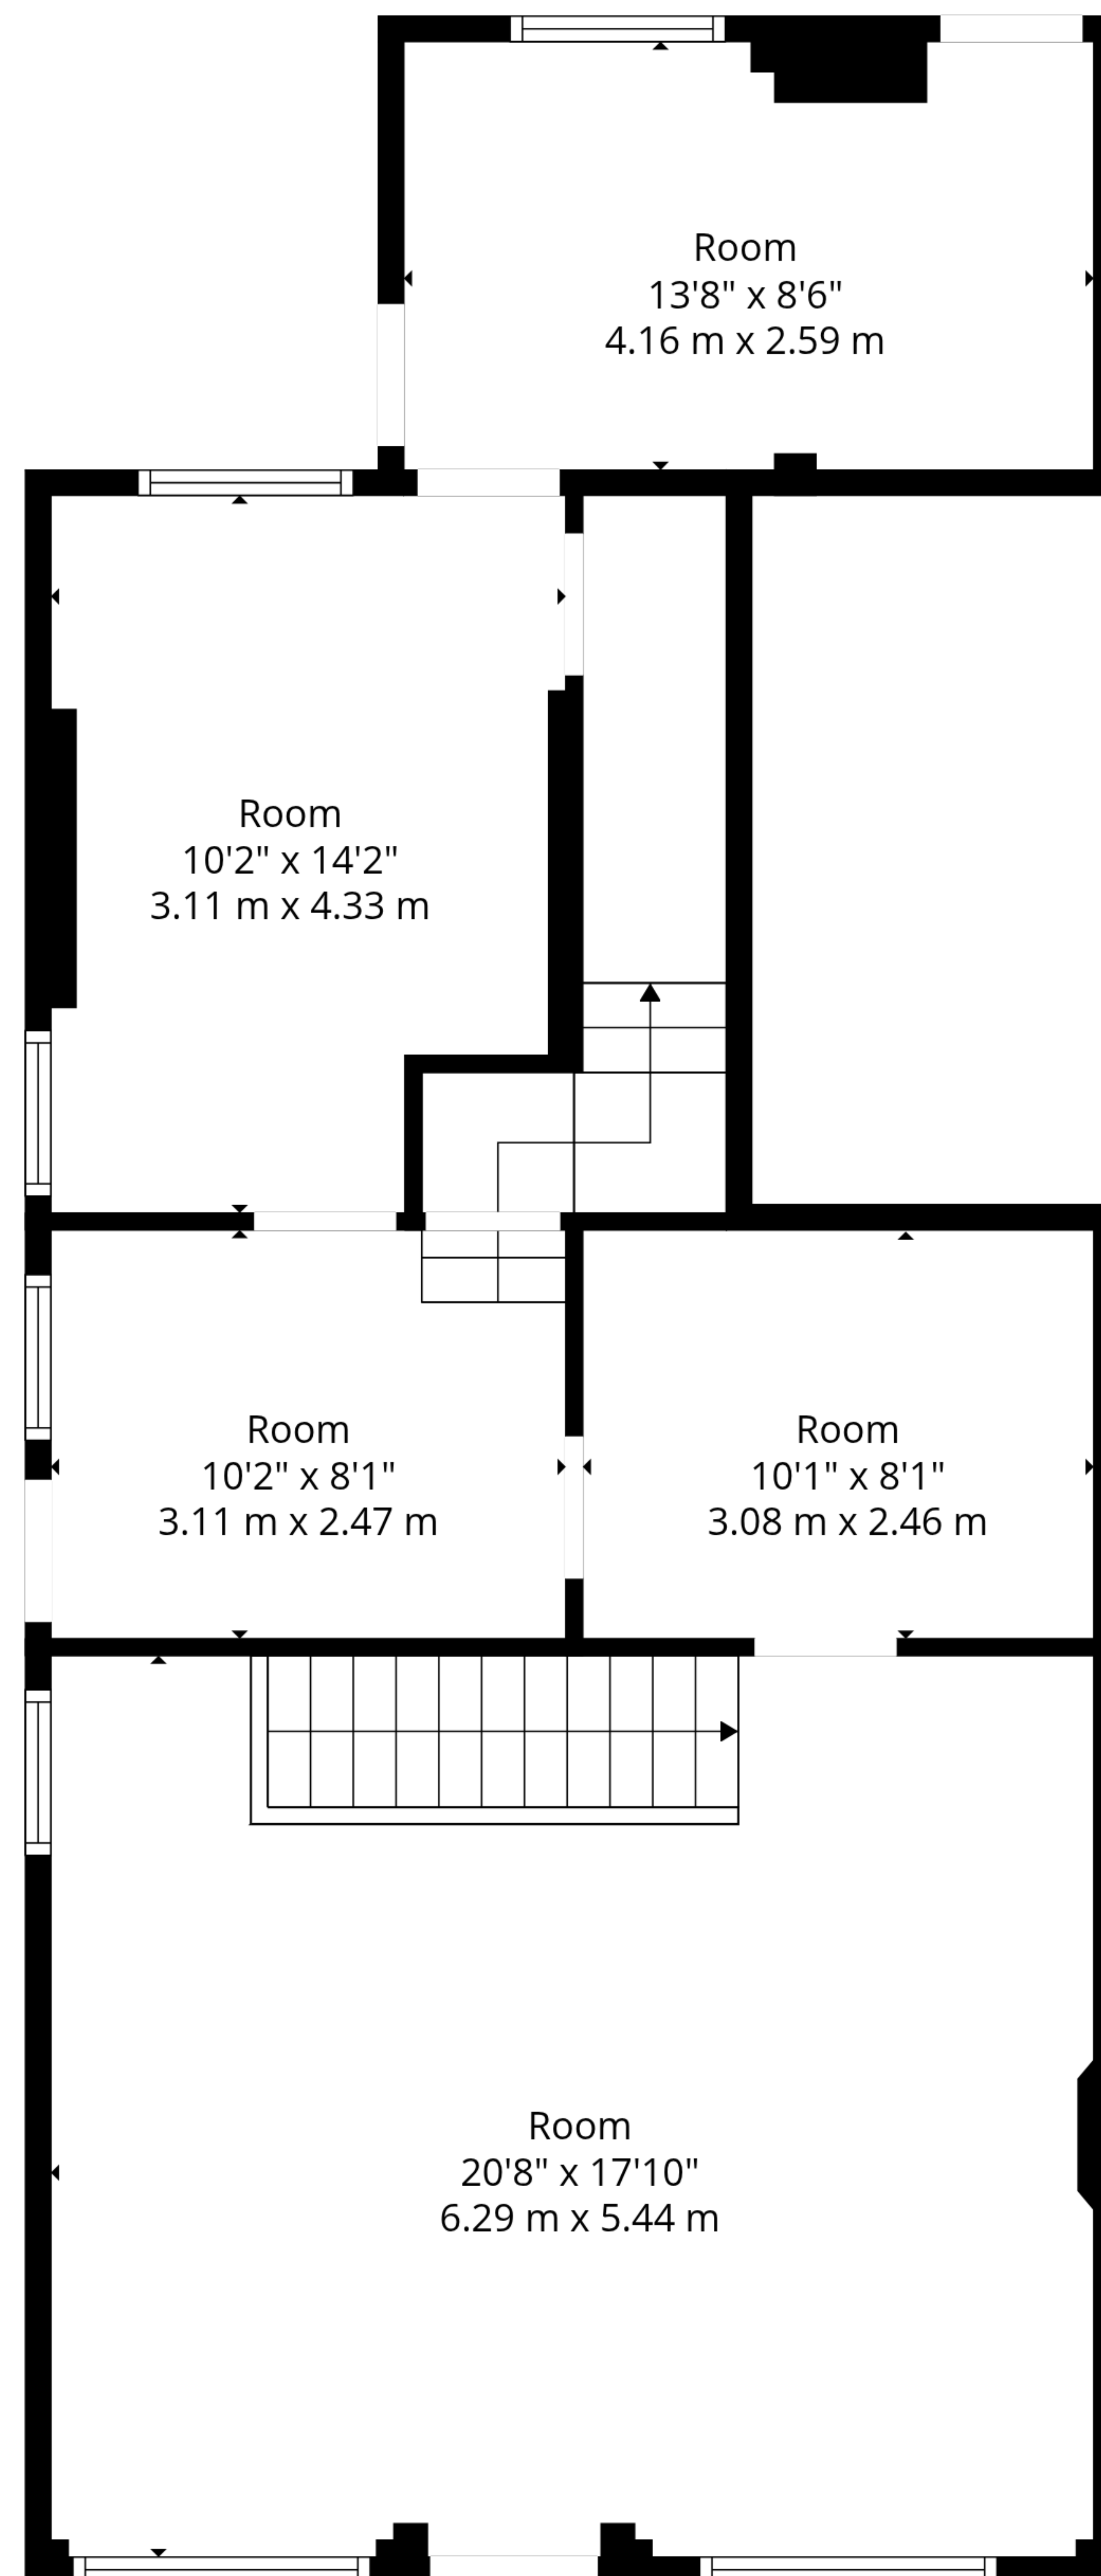 Room
13'8" x 8'6"
4.16 m x 2.59 m
Room
10'2" x 14'2"
3.11 m x 4.33 m
Room
10'2" x 8'1"
3.11 m x 2.47 m
Room
10'1" x 8'1"
3.08 m x 2.46 m
Room
20'8" x 17'10"
6.29 m x 5.44 m